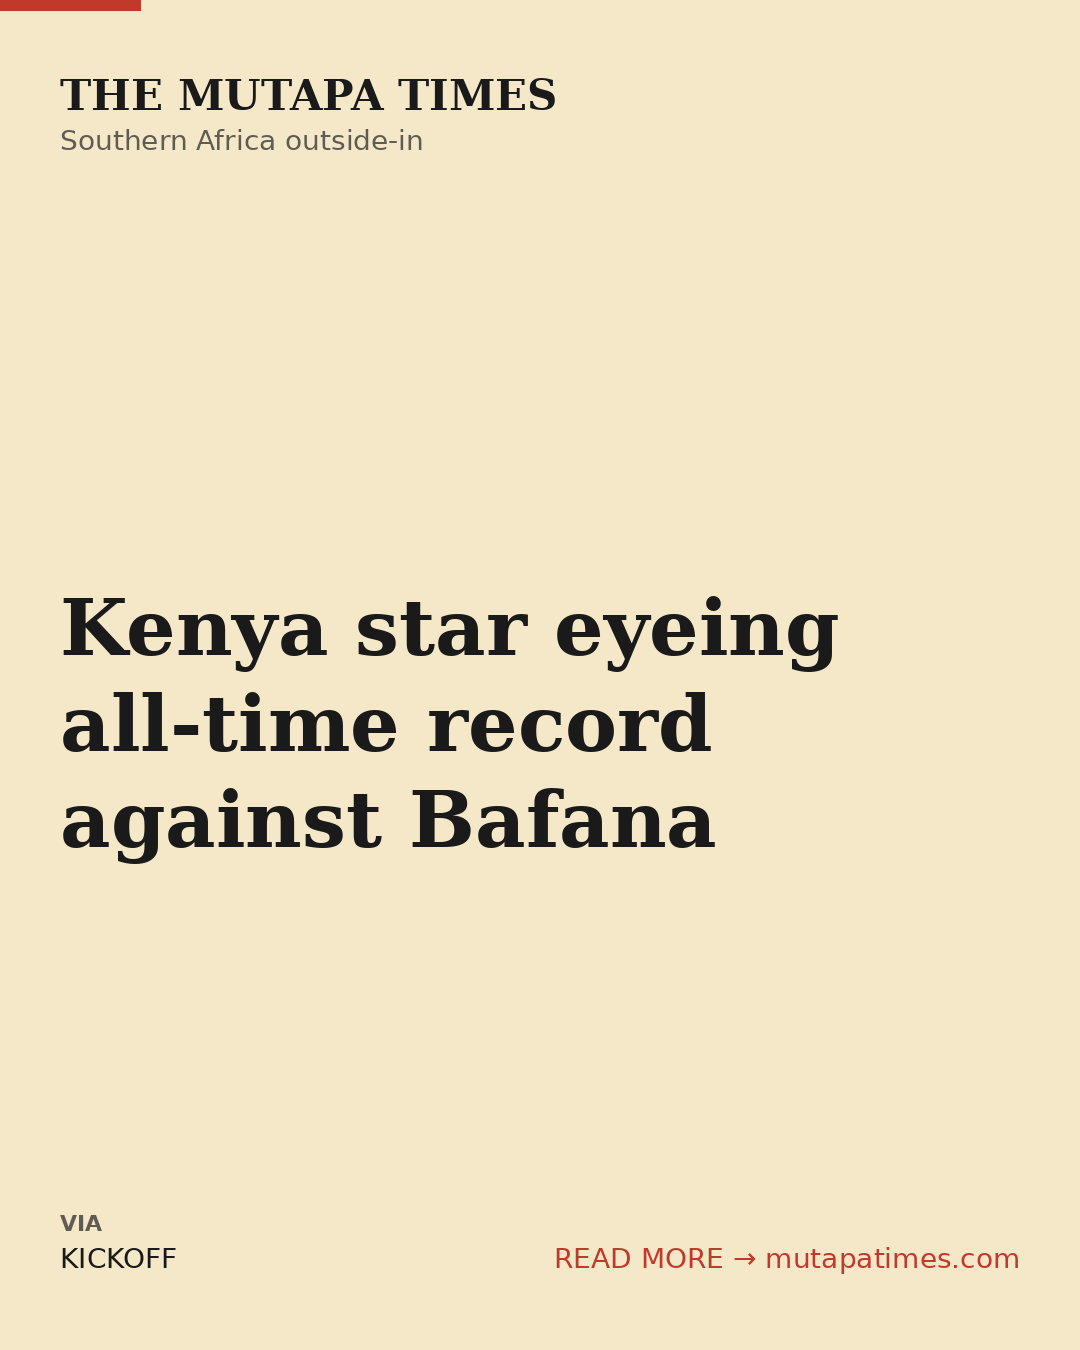 THE MUTAPA TIMES
Southern Africa outside-in
Kenya star eyeing
all-time record
against Bafana
VIA
KICKOFF
READ MORE → mutapatimes.com